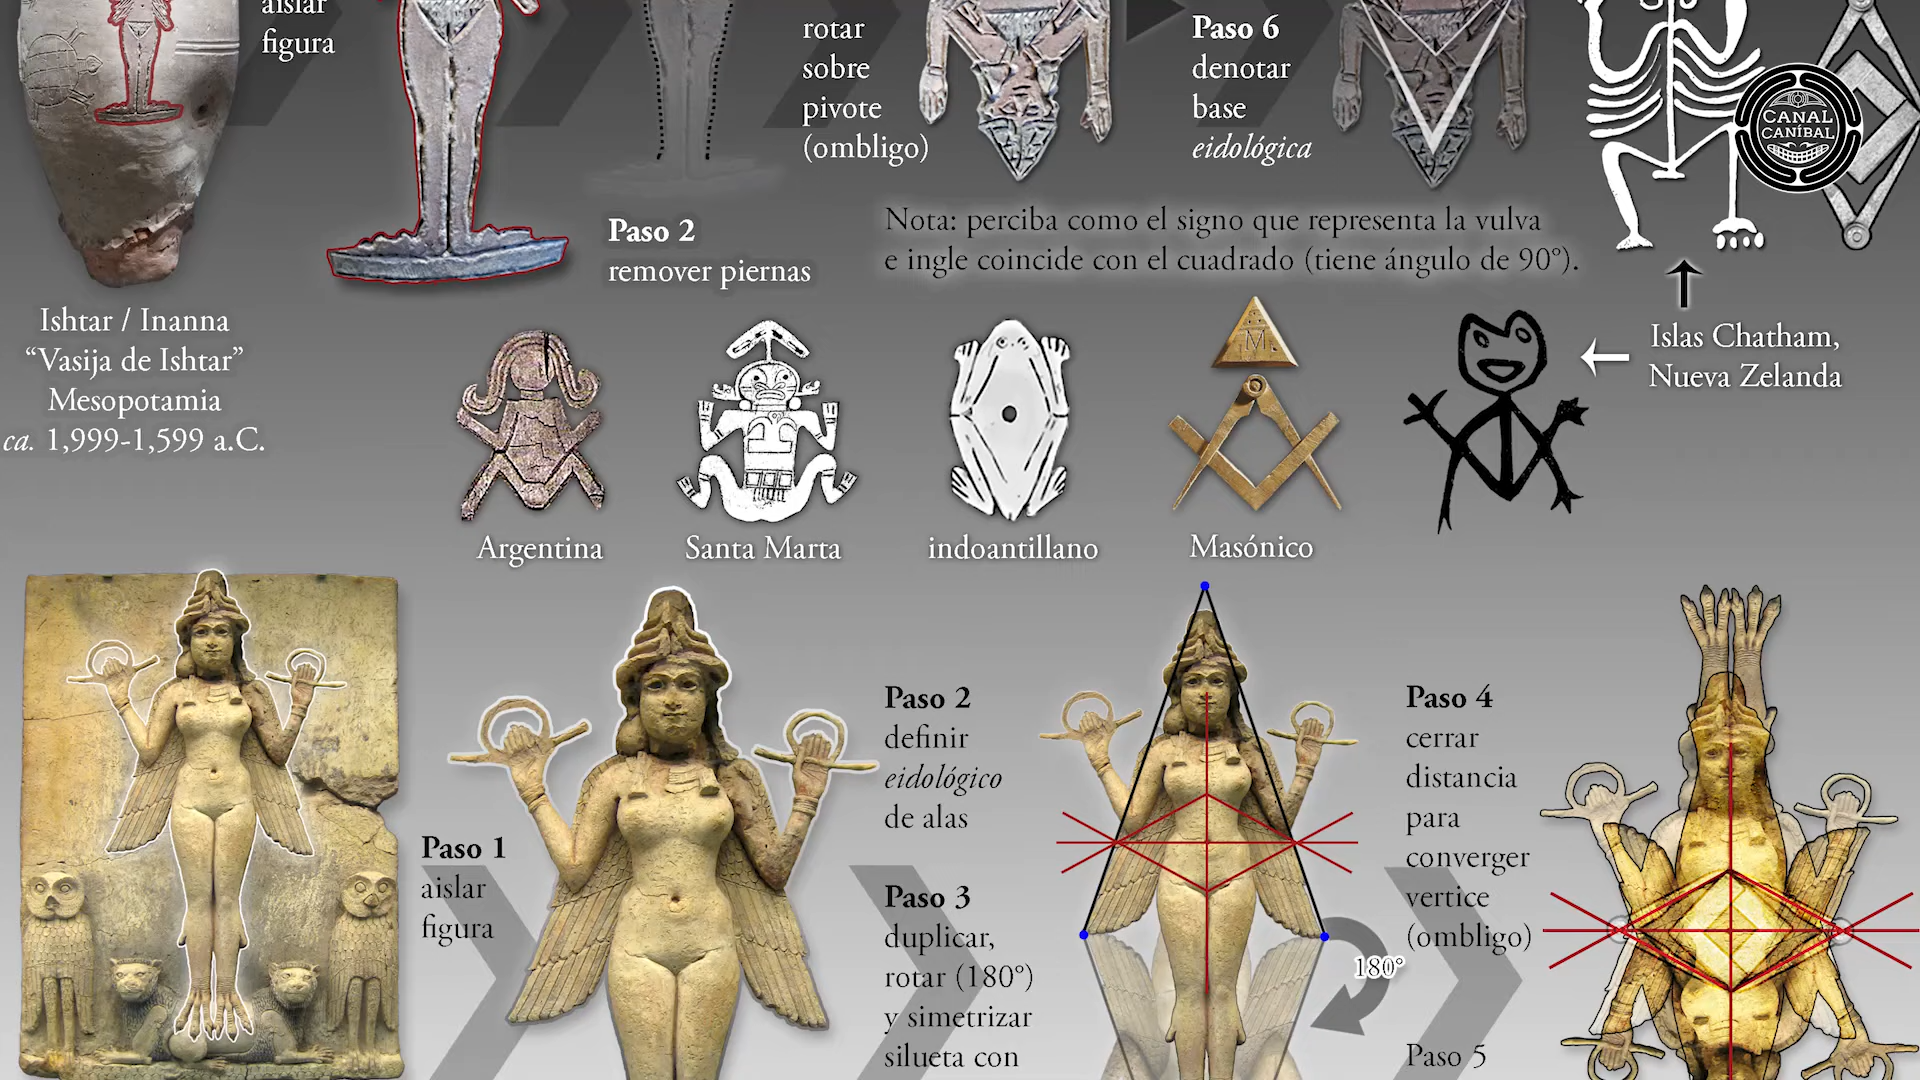 aislar
figura
rotar
sobre
pivote
(ombligo)
Paso 6
denotar
base
eidológica
CANAL
CANÍBAL
Paso 2
remover piernas
Nota: perciba como el signo que representa la vulva
e ingle coincide con el cuadrado (tiene ángulo de 90°).
Ishtar / Inanna
“Vasija de Ishtar”
Mesopotamia
ca. 1,999-1,599 a.C.
Islas Chatham,
Nueva Zelanda
M
Argentina
Santa Marta
indoantillano
Masónico
Paso 1
aislar
figura
Paso 2
definir
eidológico
de alas
Paso 3
duplicar,
rotar (180°)
y simetrizar
silueta con
180°
Paso 4
cerrar
distancia
para
converger
vertice
(ombligo)
Paso 5